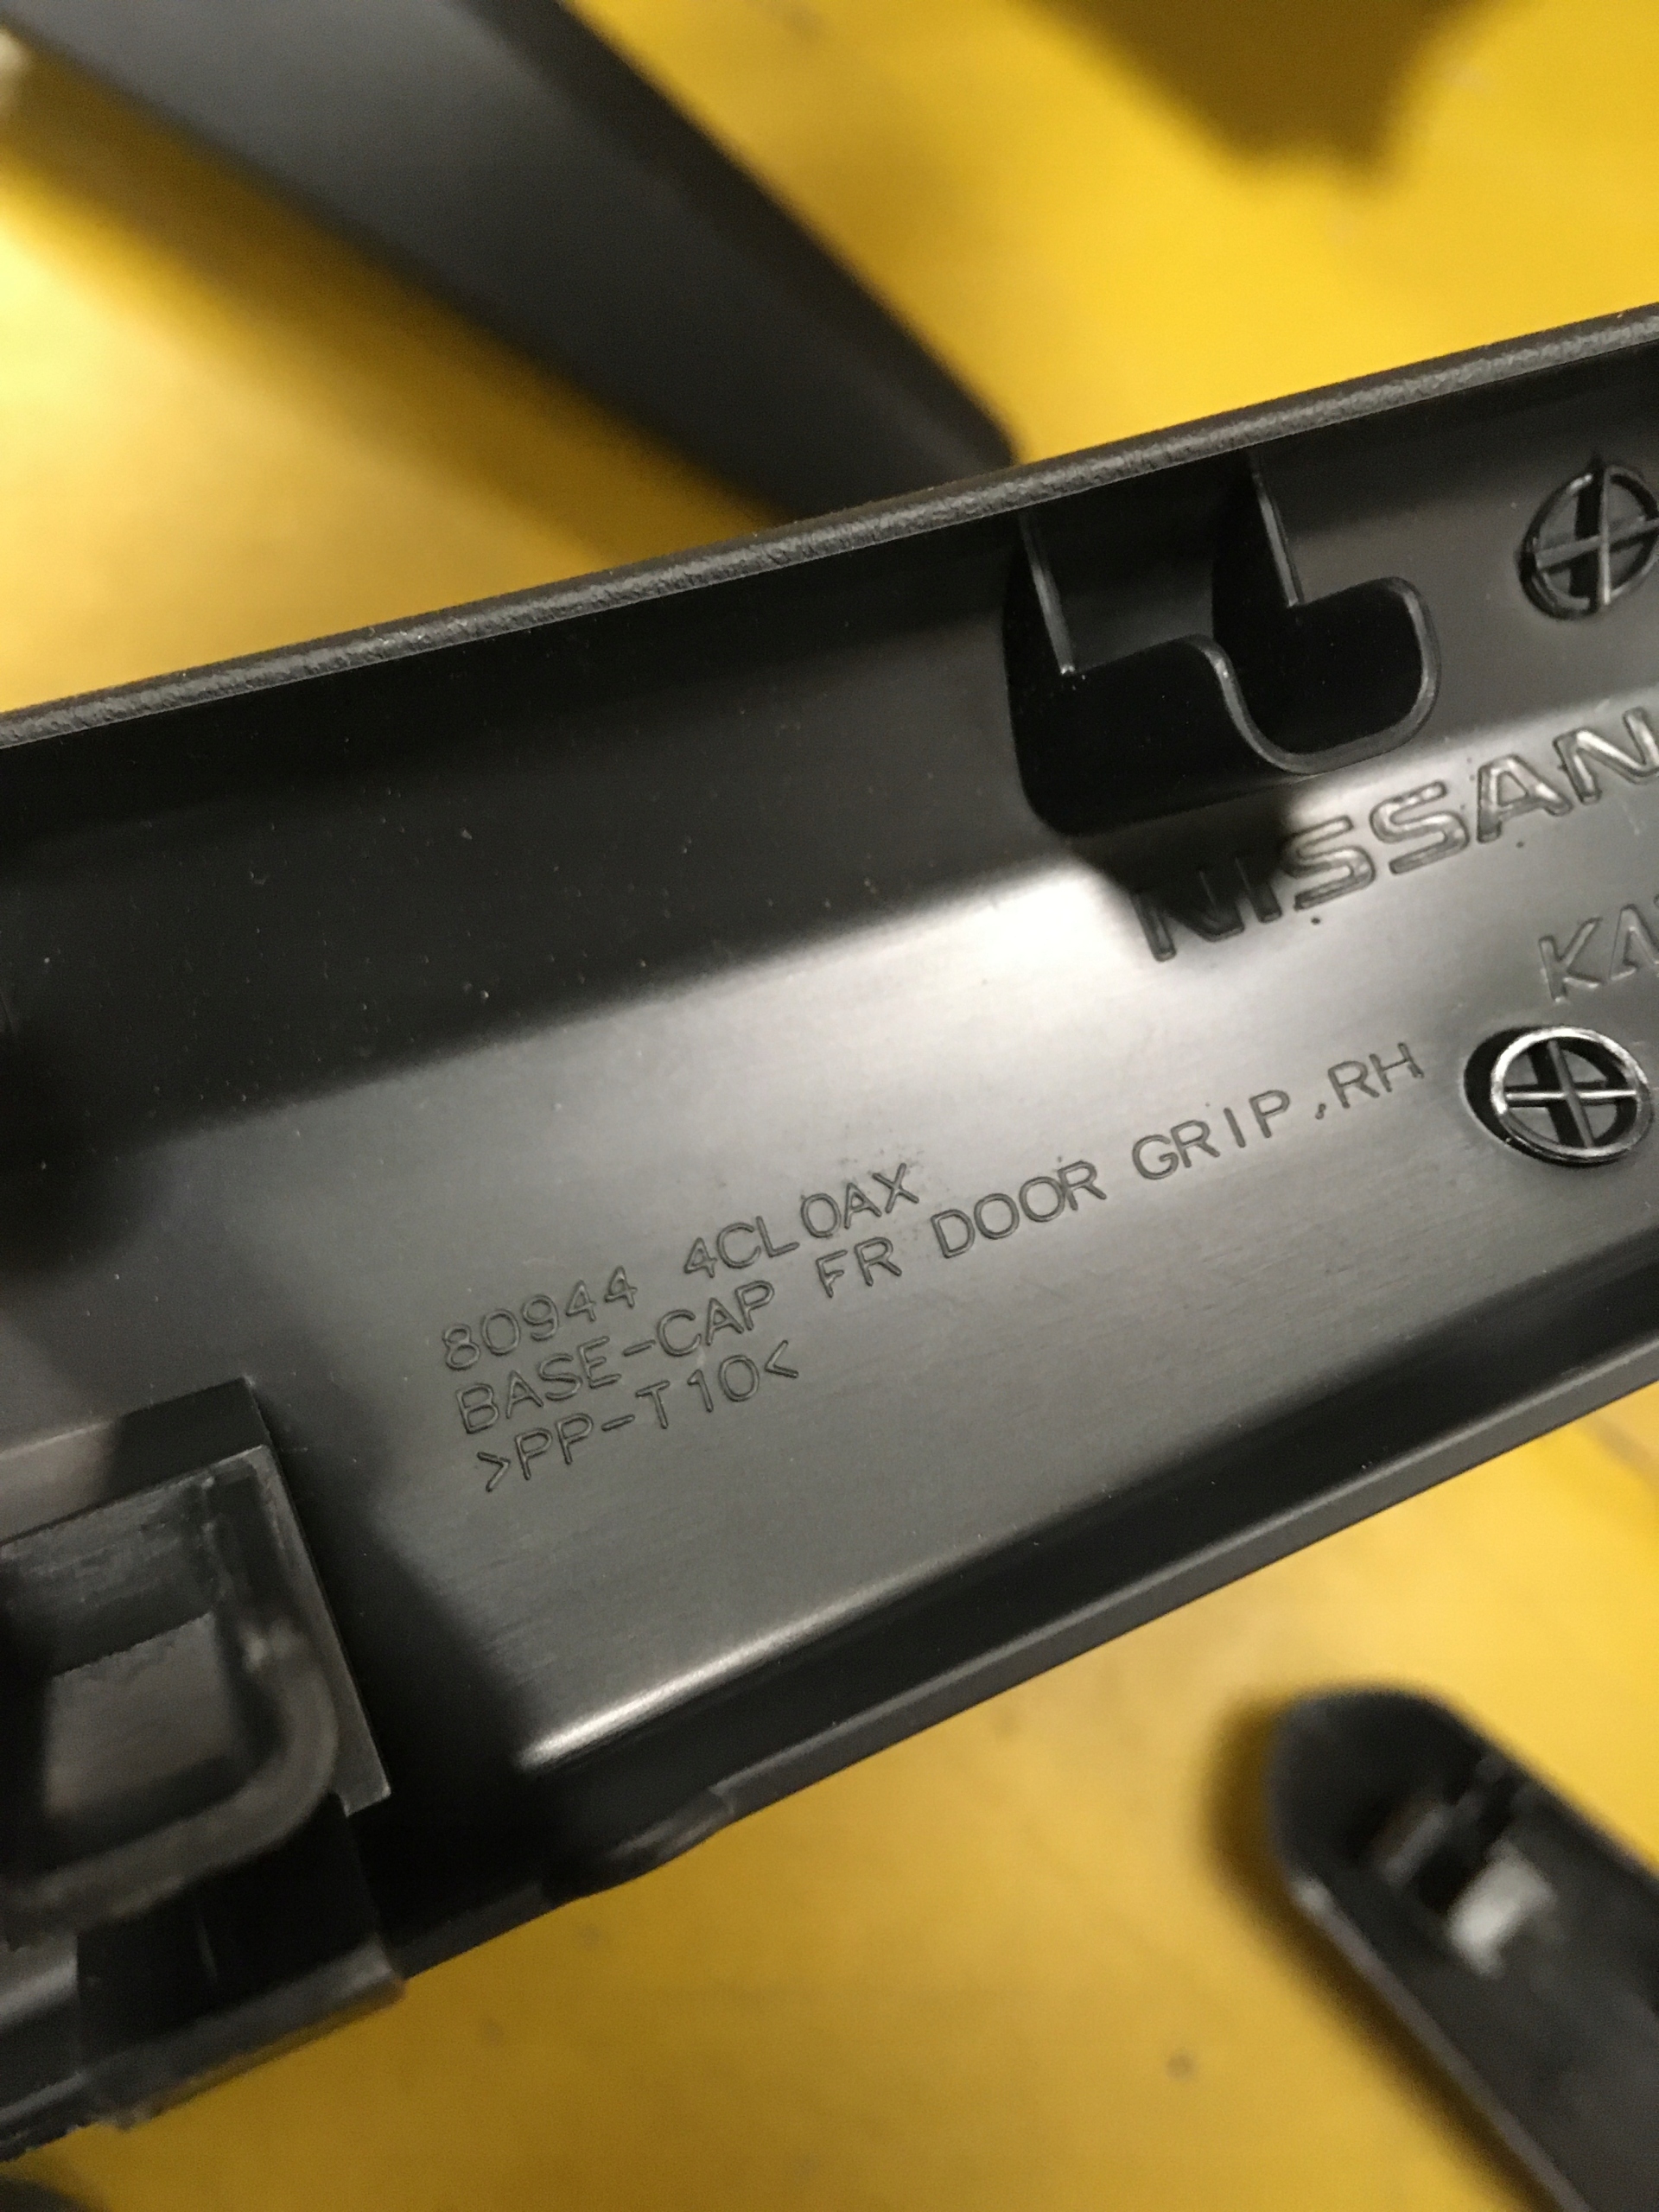 NISSAN
80944 4CL0AX
BASE-CAP FR DOOR GRIP,RH
>PP-T10<